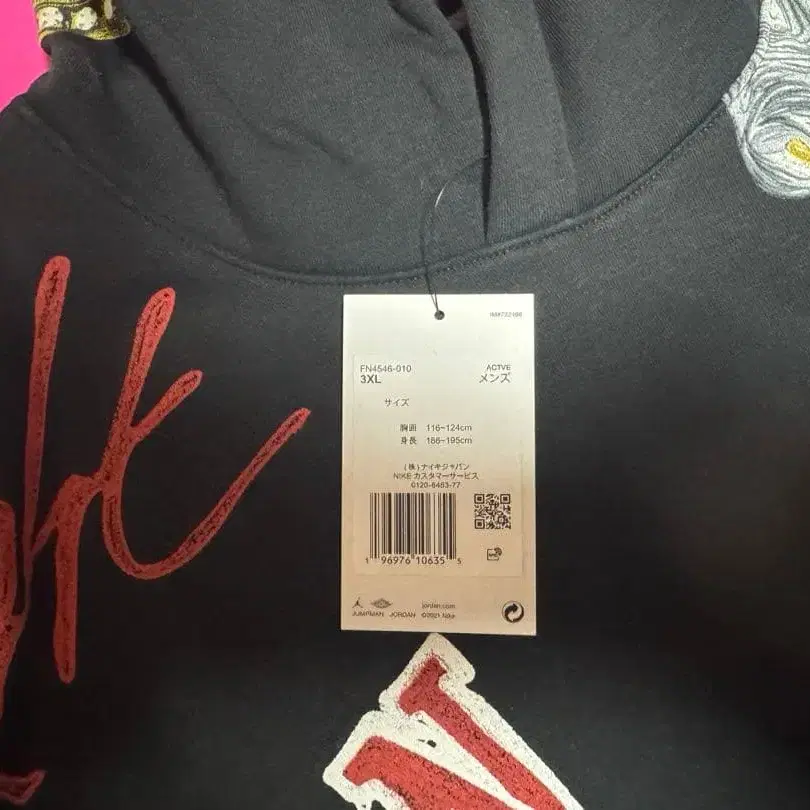 FN4546-010
3XL
ACTVE
メンズ
サイズ
胸囲 116~124cm
身長 188~195cm
(株)ナイキジャパン
NIKE カスタマーサービス
0120-6453-77
1 96976 10635 5
jordan.com
JUMPMAN JORDAN ©2021 Nike